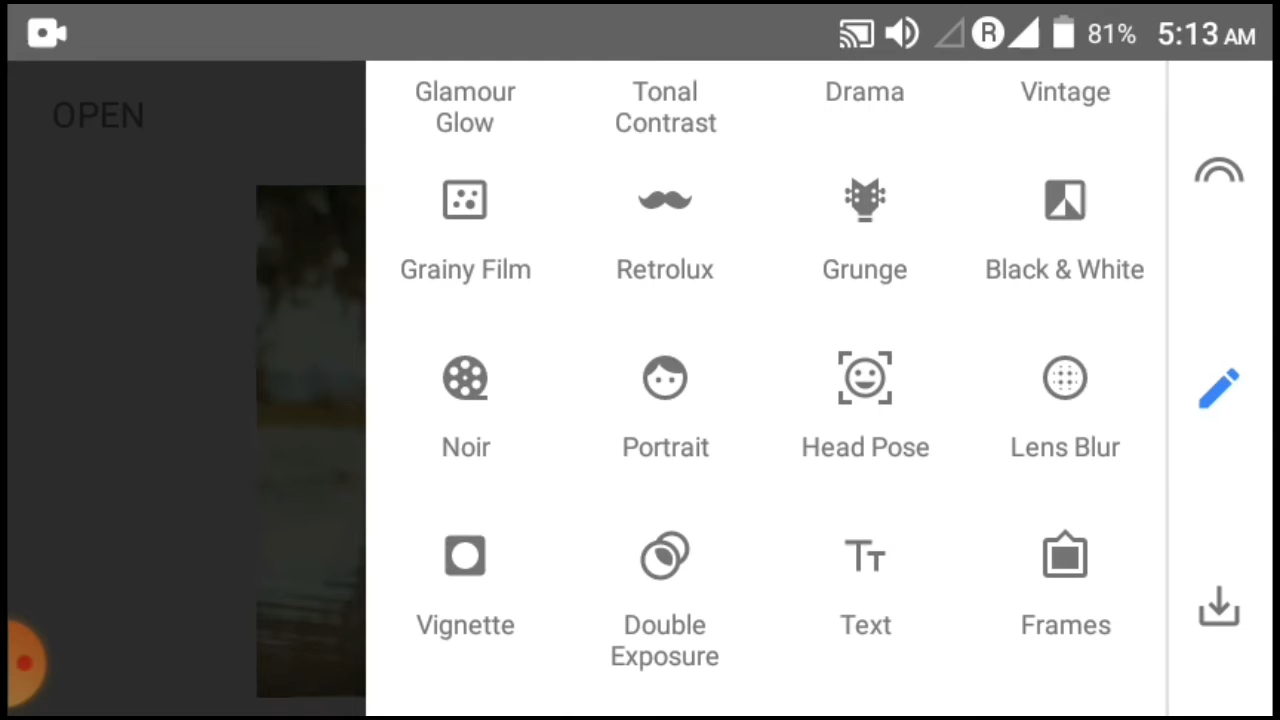 R 81% 5:13 AM
OPEN
Glamour Glow
Tonal Contrast
Drama
Vintage
Grainy Film
Retrolux
Grunge
Black & White
Noir
Portrait
Head Pose
Lens Blur
Vignette
Double Exposure
Text
Frames